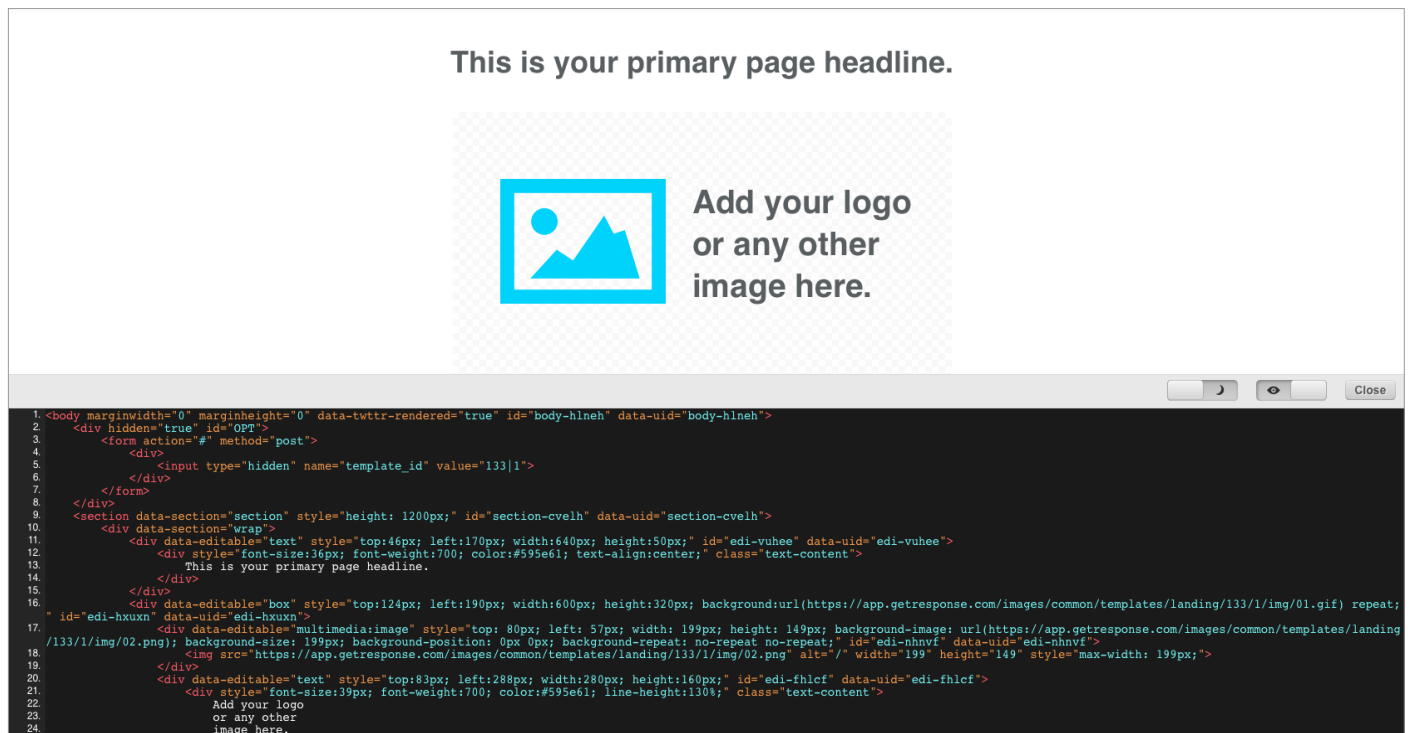 This is your primary page headline.
Add your logo
or any other
image here.
Close
1. <body marginwidth="0" marginheight="0" data-twttr-rendered="true" id="body-hlneh" data-uid="body-hlneh">
2. <div hidden="true" id="OPT">
3. <form action="#" method="post">
4. <div>
5. <input type="hidden" name="template_id" value="133|1">
6. </div>
7. </form>
8. </div>
9. <section data-section="section" style="height: 1200px;" id="section-cvelh" data-uid="section-cvelh">
10. <div data-section="wrap">
11. <div data-editable="text" style="top:46px; left:170px; width:640px; height:50px;" id="edi-vuhee" data-uid="edi-vuhee">
12. <div style="font-size:36px; font-weight:700; color:#595e61; text-align:center;" class="text-content">
13. This is your primary page headline.
14. </div>
15. </div>
16. <div data-editable="box" style="top:124px; left:190px; width:600px; height:320px; background:url(https://app.getresponse.com/images/common/templates/landing/133/1/img/01.gif) repeat;
" id="edi-hxuxn" data-uid="edi-hxuxn">
17. <div data-editable="multimedia:image" style="top: 80px; left: 57px; width: 199px; height: 149px; background-image: url(https://app.getresponse.com/images/common/templates/landing
/133/1/img/02.png); background-size: 199px; background-position: 0px 0px; background-repeat: no-repeat no-repeat;" id="edi-nhnvf" data-uid="edi-nhnvf">
18. <img src="https://app.getresponse.com/images/common/templates/landing/133/1/img/02.png" alt="/" width="199" height="149" style="max-width: 199px;">
19. </div>
20. <div data-editable="text" style="top:83px; left:288px; width:280px; height:160px;" id="edi-fhlcf" data-uid="edi-fhlcf">
21. <div style="font-size:39px; font-weight:700; color:#595e61; line-height:130%;" class="text-content">
22. Add your logo
23. or any other
24. image here.